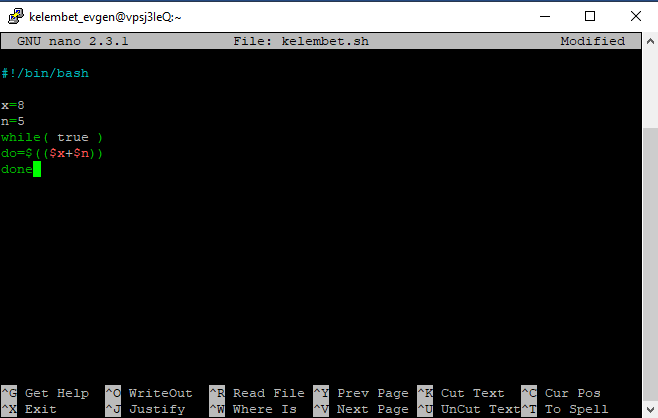 kelembet_evgen@vpsj3leQ:~
GNU nano 2.3.1 File: kelembet.sh Modified
#!/bin/bash
x=8
n=5
while( true )
do=$(($x+$n))
done
^G Get Help ^O WriteOut ^R Read File ^Y Prev Page ^K Cut Text ^C Cur Pos
^X Exit ^J Justify ^W Where Is ^V Next Page ^U UnCut Text ^T To Spell